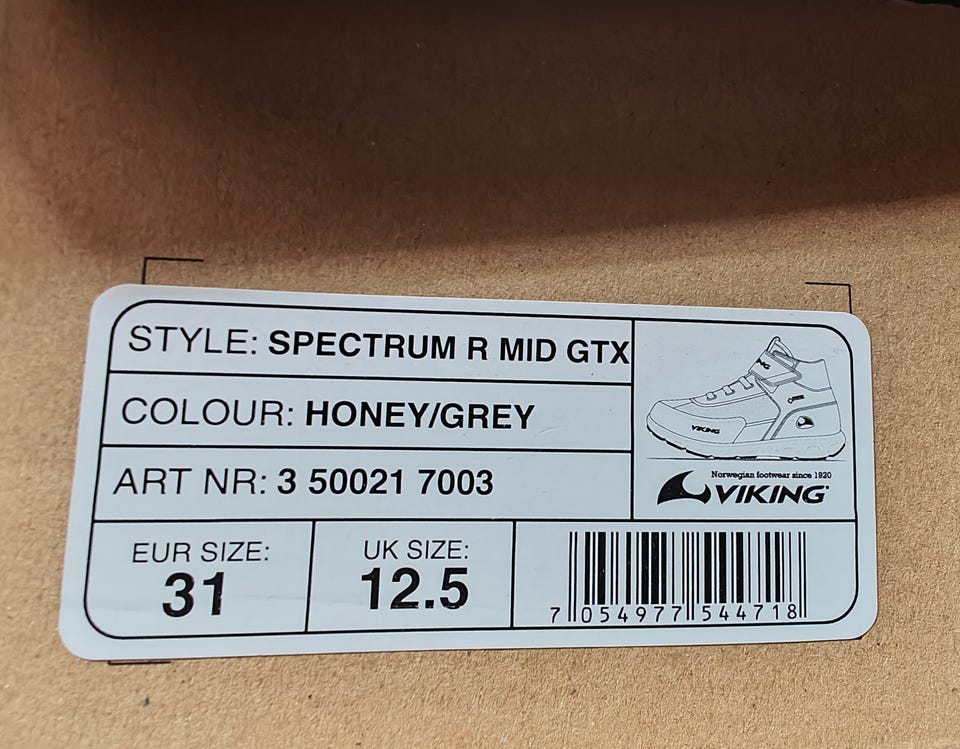 STYLE: SPECTRUM R MID GTX
COLOUR: HONEY/GREY
ART NR: 3 50021 7003
VIKING
Norwegian footwear since 1920
VIKING
EUR SIZE:
31
UK SIZE:
12.5
7 054977 544718